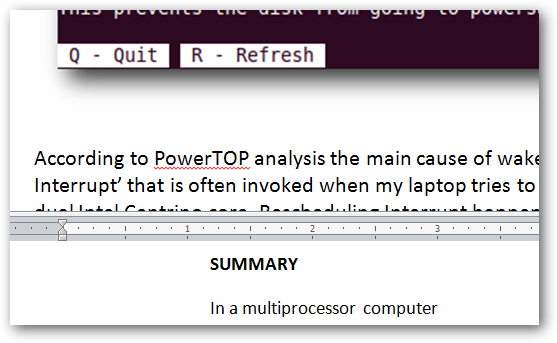 This prevents the disk from going to powers
Q - Quit R - Refresh
According to PowerTOP analysis the main cause of wake
Interrupt' that is often invoked when my laptop tries to
dual Intel Centrino core. Rescheduling Interrupt happen
1 2 3
SUMMARY
In a multiprocessor computer